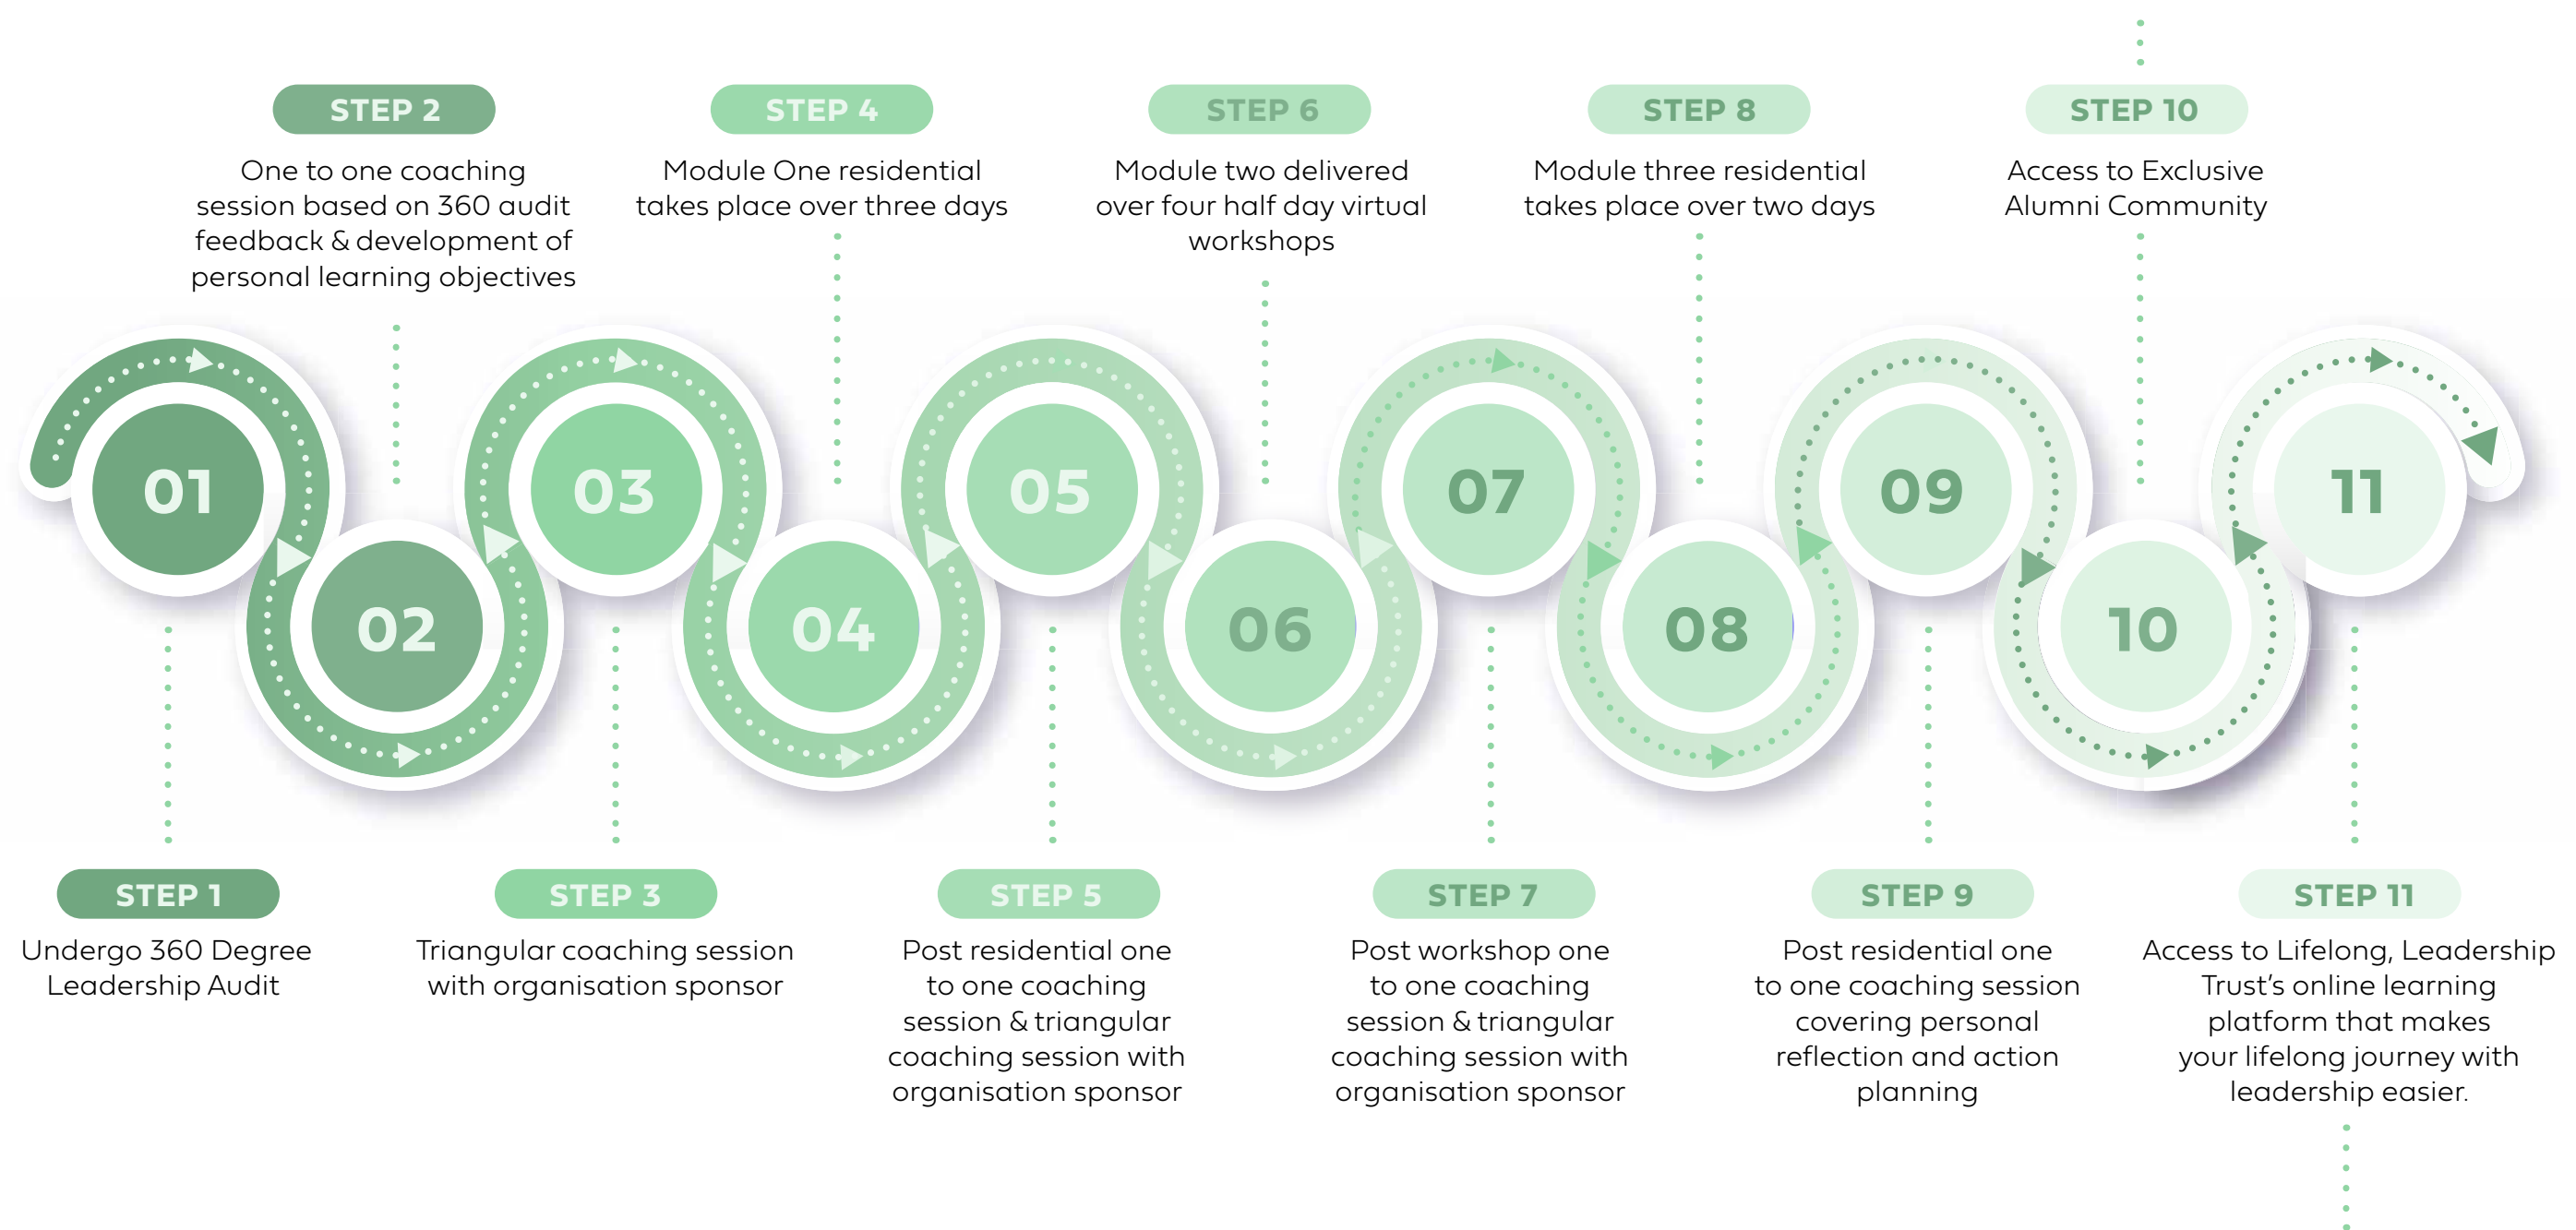 STEP 2
One to one coaching
session based on 360 audit
feedback & development of
personal learning objectives
STEP 4
Module One residential
takes place over three days
STEP 6
Module two delivered
over four half day virtual
workshops
STEP 8
Module three residential
takes place over two days
STEP 10
Access to Exclusive
Alumni Community
01
02
03
04
05
06
07
08
09
10
11
STEP 1
Undergo 360 Degree
Leadership Audit
STEP 3
Triangular coaching session
with organisation sponsor
STEP 5
Post residential one
to one coaching
session & triangular
coaching session with
organisation sponsor
STEP 7
Post workshop one
to one coaching
session & triangular
coaching session with
organisation sponsor
STEP 9
Post residential one
to one coaching session
covering personal
reflection and action
planning
STEP 11
Access to Lifelong, Leadership
Trust’s online learning
platform that makes
your lifelong journey with
leadership easier.